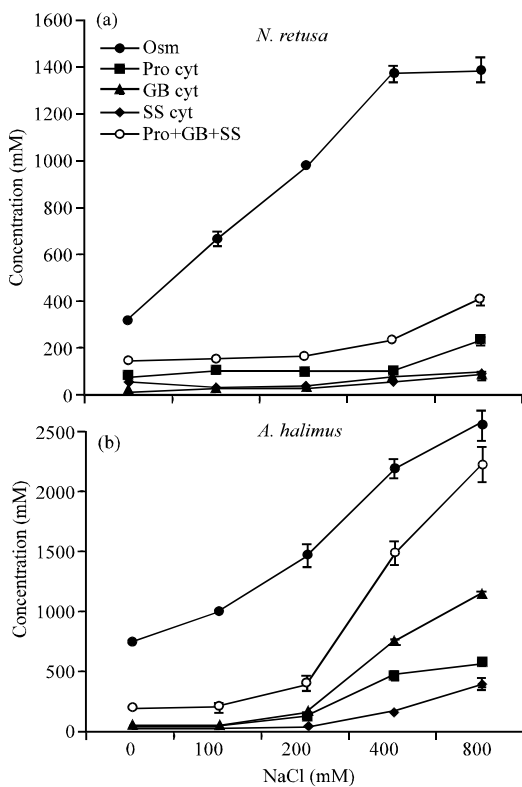 (a)
N. retusa
Osm
Pro cyt
GB cyt
SS cyt
Pro+GB+SS
1600
1400
1200
1000
800
600
400
200
0
Concentration (mM)
(b)
A. halimus
2500
2000
1500
1000
500
0
Concentration (mM)
0 100 200 400 800
NaCl (mM)